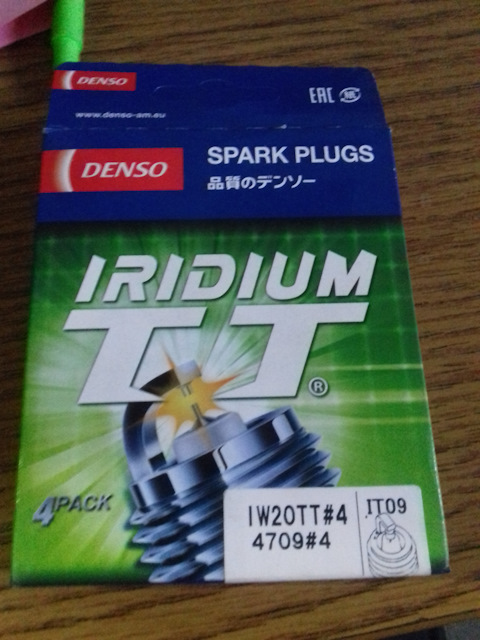 DENSO
EAC
www.denso-am.eu
DENSO
SPARK PLUGS
品質のデンソー
IRIDIUM
TT®
4PACK
IW20TT#4
4709#4
IT09